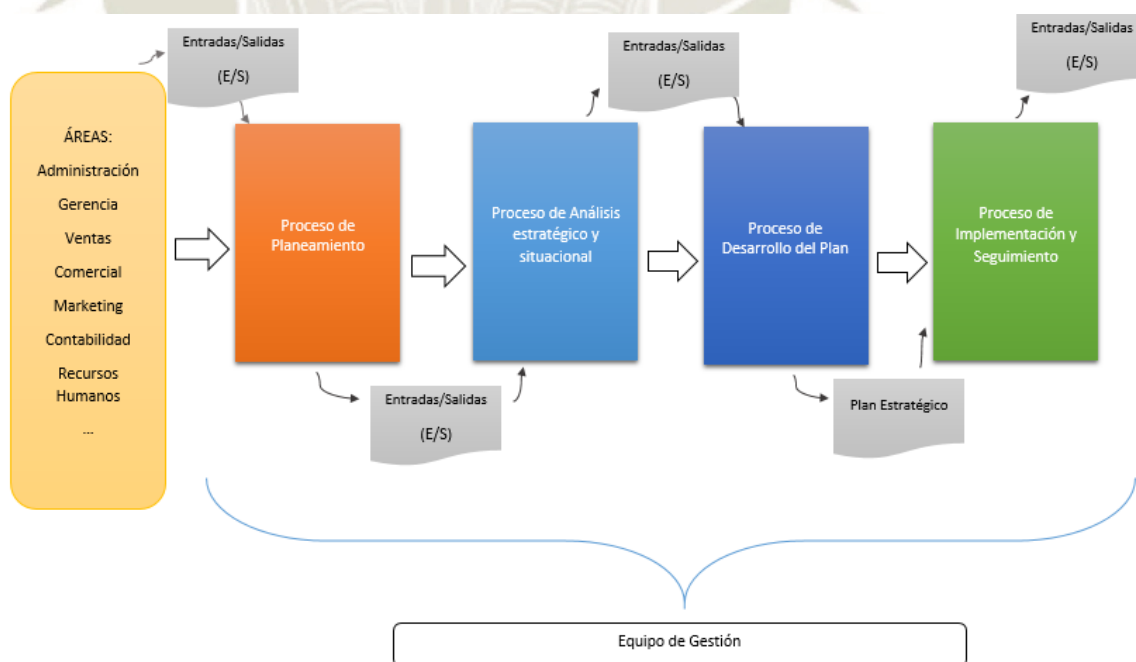 Entradas/Salidas
(E/S)
Entradas/Salidas
(E/S)
Entradas/Salidas
(E/S)
ÁREAS:
Administración
Gerencia
Ventas
Comercial
Marketing
Contabilidad
Recursos
Humanos
...
Proceso de
Planeamiento
Proceso de Análisis
estratégico y
situacional
Proceso de
Desarrollo del Plan
Proceso de
Implementación y
Seguimiento
Entradas/Salidas
(E/S)
Plan Estratégico
Equipo de Gestión